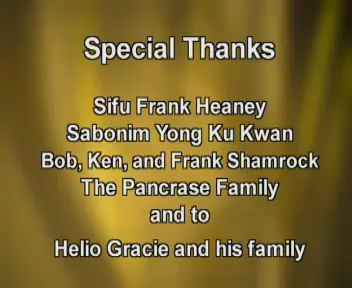 Special Thanks
Sifu Frank Heaney
Sabonim Yong Ku Kwan
Bob, Ken, and Frank Shamrock
The Pancrase Family
and to
Helio Gracie and his family